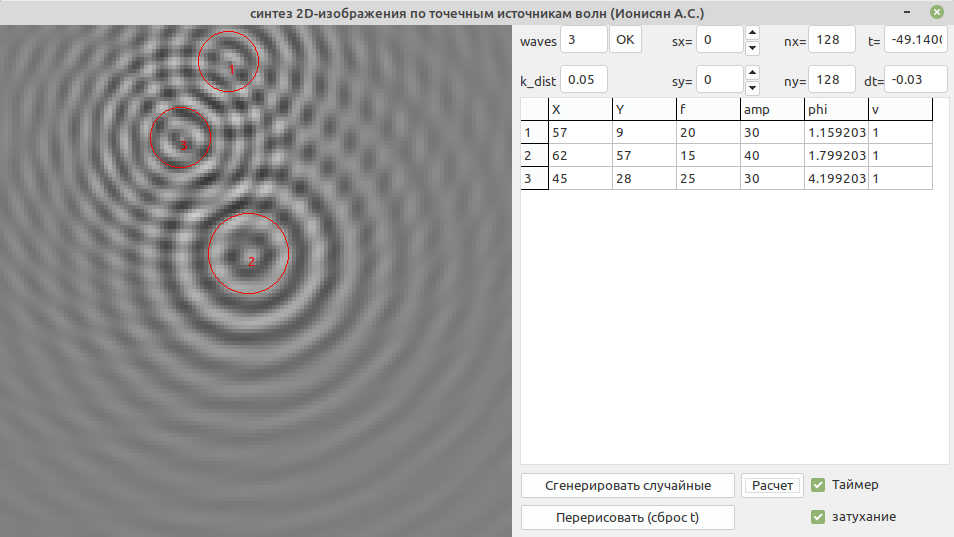 синтез 2D-изображения по точечным источникам волн (Ионисян А.С.)
waves 3 OK sx= 0 nx= 128 t= -49.1400
k_dist 0.05 sy= 0 ny= 128 dt= -0.03
X Y f amp phi v
1 57 9 20 30 1.159203 1
2 62 57 15 40 1.799203 1
3 45 28 25 30 4.199203 1
1
3
2
Сгенерировать случайные Расчет Таймер
Перерисовать (сброс t) затухание